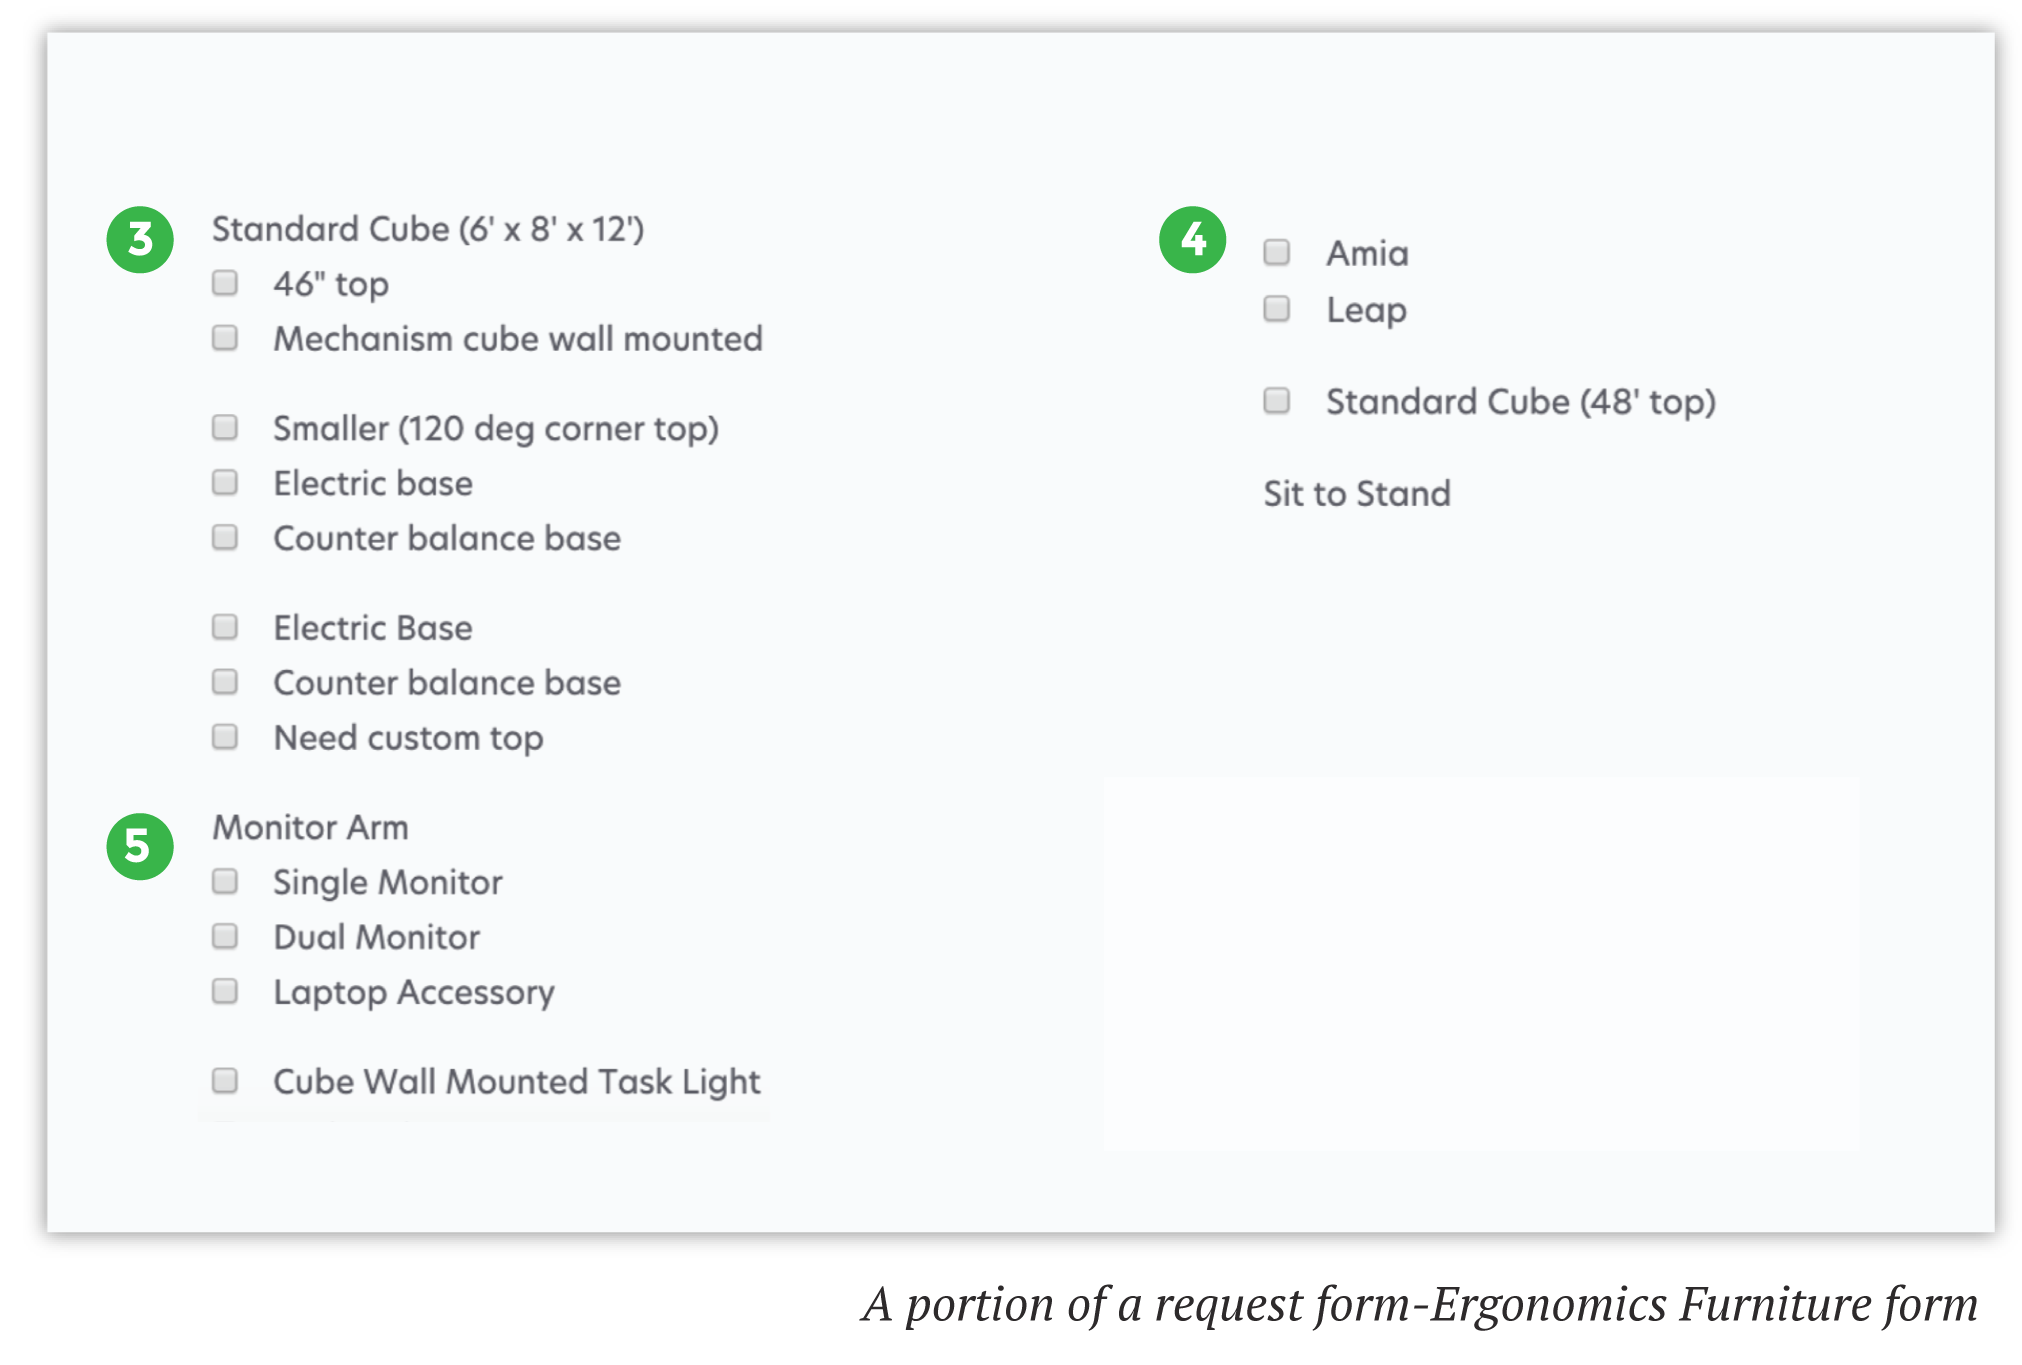 3
Standard Cube (6' x 8' x 12')
46" top
Mechanism cube wall mounted
Smaller (120 deg corner top)
Electric base
Counter balance base
Electric Base
Counter balance base
Need custom top
5
Monitor Arm
Single Monitor
Dual Monitor
Laptop Accessory
Cube Wall Mounted Task Light
4
Amia
Leap
Standard Cube (48' top)
Sit to Stand
A portion of a request form-Ergonomics Furniture form